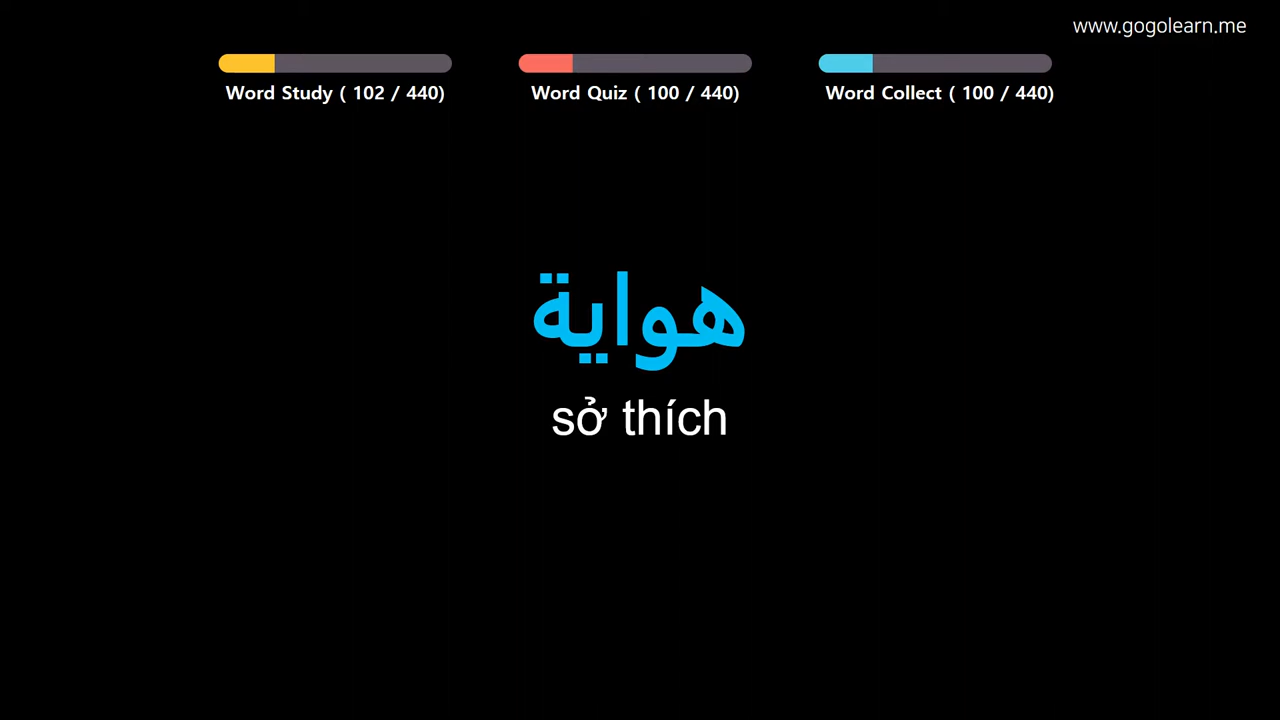 www.gogolearn.me
Word Study ( 102 / 440)
Word Quiz ( 100 / 440)
Word Collect ( 100 / 440)
هواية
sở thích